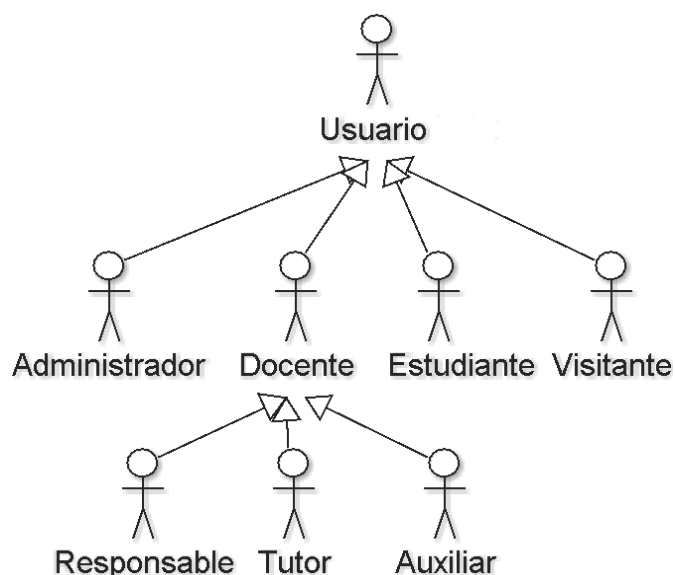 Usuario
Administrador Docente Estudiante Visitante
Responsable Tutor Auxiliar